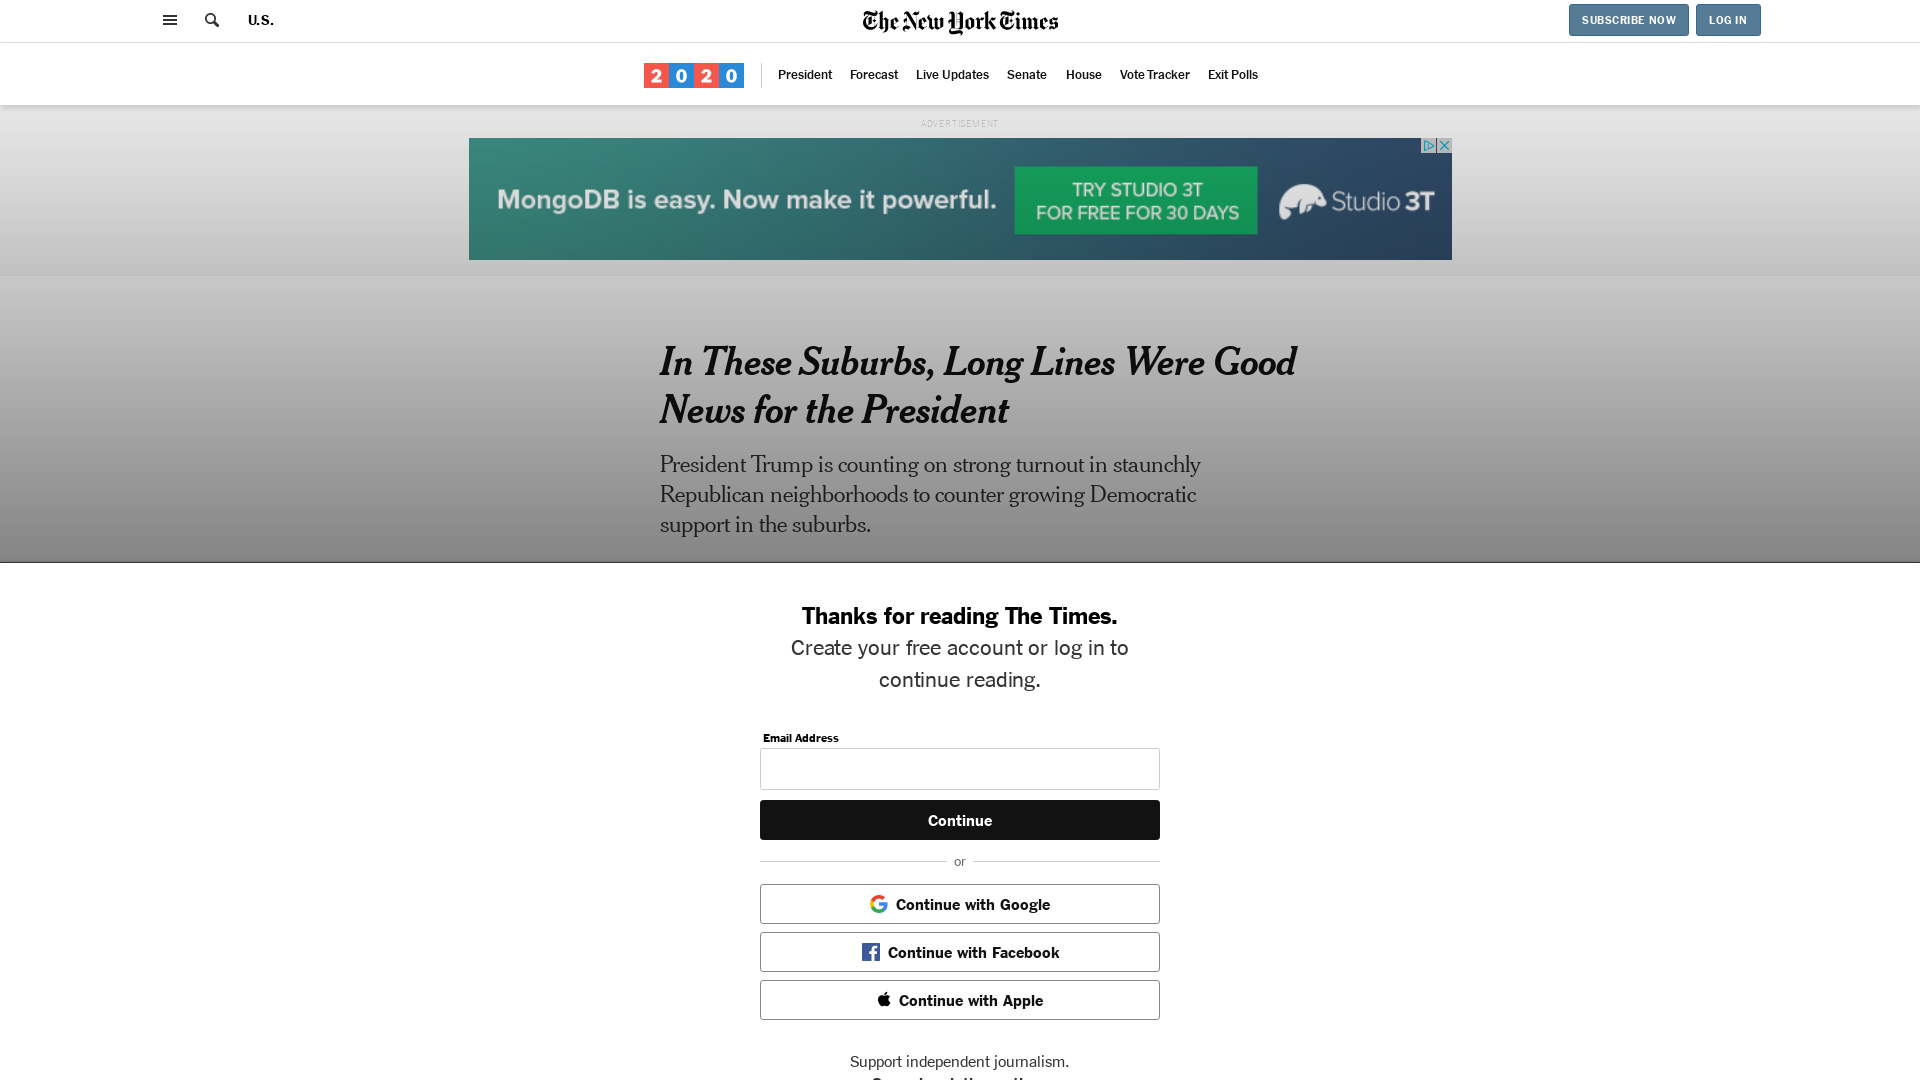 U.S.
The New York Times
SUBSCRIBE NOW
LOG IN
2020
President
Forecast
Live Updates
Senate
House
Vote Tracker
Exit Polls
ADVERTISEMENT
MongoDB is easy. Now make it powerful.
TRY STUDIO 3T
FOR FREE FOR 30 DAYS
Studio 3T
In These Suburbs, Long Lines Were Good
News for the President
President Trump is counting on strong turnout in staunchly
Republican neighborhoods to counter growing Democratic
support in the suburbs.
Thanks for reading The Times.
Create your free account or log in to
continue reading.
Email Address
Continue
or
Continue with Google
Continue with Facebook
Continue with Apple
Support independent journalism.